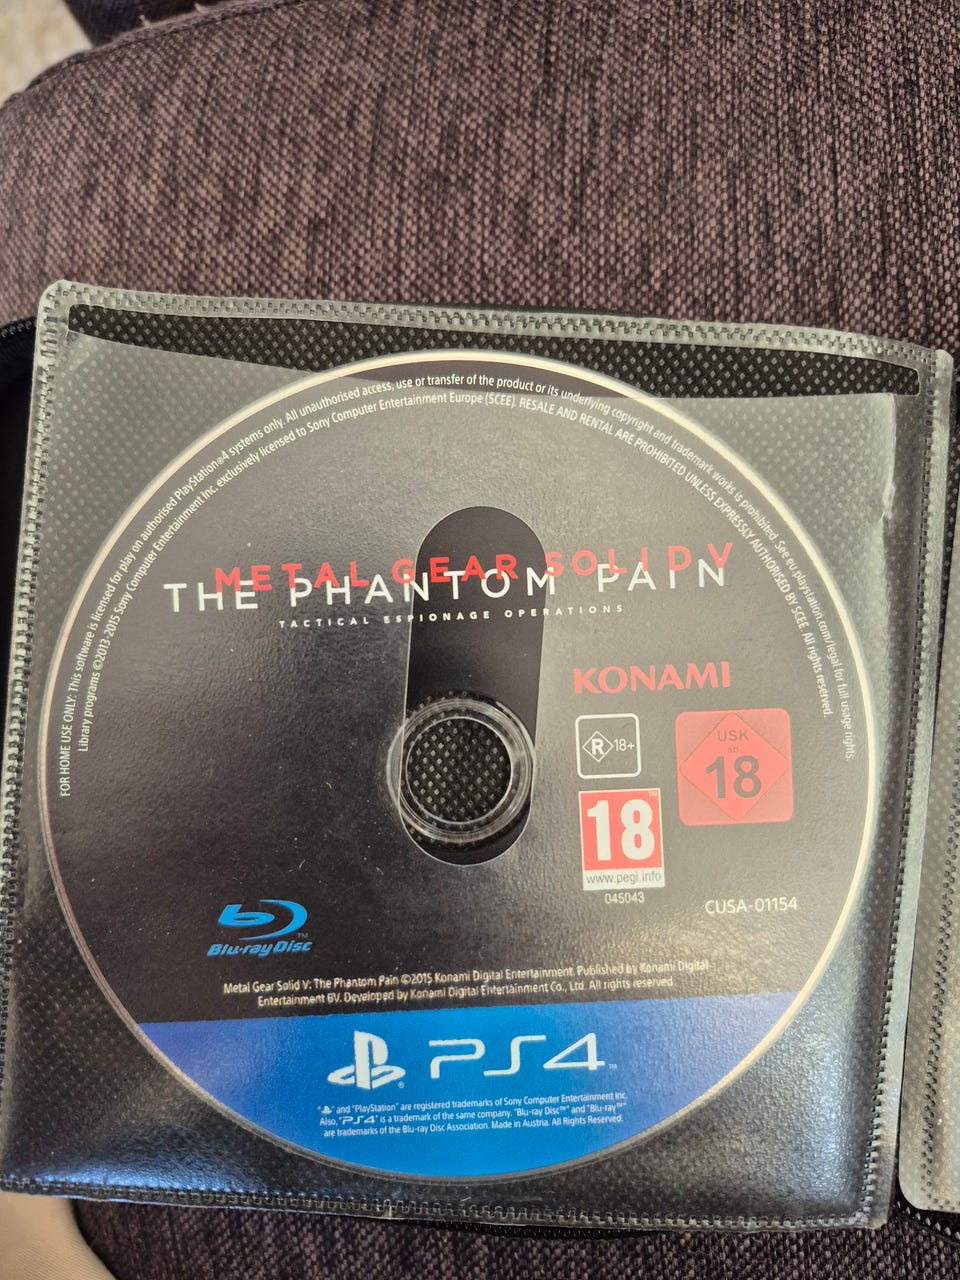 FOR HOME USE ONLY: This software is licensed for play on authorised PlayStation®4 systems only. All unauthorised access, use or transfer of the product or its underlying copyright and trademark works is prohibited. See eu.playstation.com/legal for full usage rights.
Library programs ©2013-2015 Sony Computer Entertainment Inc. exclusively licensed to Sony Computer Entertainment Europe (SCEE). RESALE AND RENTAL ARE PROHIBITED UNLESS EXPRESSLY AUTHORISED BY SCEE. All rights reserved.
METAL GEAR SOLID V
THE PHANTOM PAIN
TACTICAL ESPIONAGE OPERATIONS
KONAMI
R 18+
USK
ab
18
18™
www.pegi.info
045043
CUSA-01154
Blu-ray Disc™
Metal Gear Solid V: The Phantom Pain ©2015 Konami Digital Entertainment. Published by Konami Digital
Entertainment BV. Developed by Konami Digital Entertainment Co., Ltd. All rights reserved.
® PS4™
" " and "PlayStation" are registered trademarks of Sony Computer Entertainment Inc.
Also, "PS4" is a trademark of the same company. "Blu-ray Disc™" and "Blu-ray™"
are trademarks of the Blu-ray Disc Association. Made in Austria. All Rights Reserved.